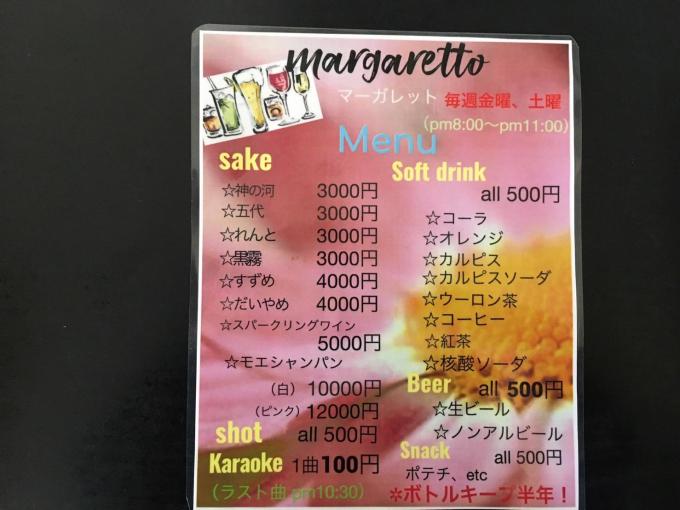 margaretto
マーガレット 毎週金曜、土曜
(pm8:00〜pm11:00)
Menu
sake
☆神の河 3000円
☆五代 3000円
☆れんと 3000円
☆黒霧 3000円
☆すずめ 4000円
☆だいやめ 4000円
☆スパークリングワイン
5000円
☆モエシャンパン
（白）10000円
（ピンク）12000円
shot all 500円
Karaoke 1曲100円
（ラスト曲 pm10:30）
Soft drink
all 500円
☆コーラ
☆オレンジ
☆カルピス
☆カルピスソーダ
☆ウーロン茶
☆コーヒー
☆紅茶
☆核酸ソーダ
Beer all 500円
☆生ビール
☆ノンアルビール
Snack all 500円
ポテチ、etc
＊ボトルキープ半年！